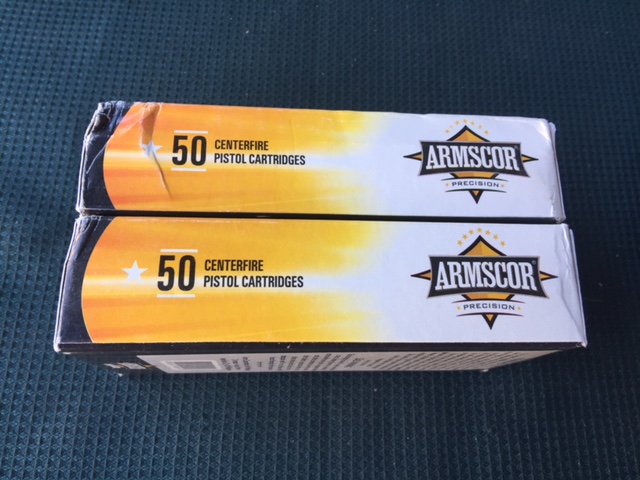 50 CENTERFIRE
PISTOL CARTRIDGES
ARMSCOR
PRECISION
50 CENTERFIRE
PISTOL CARTRIDGES
ARMSCOR
PRECISION